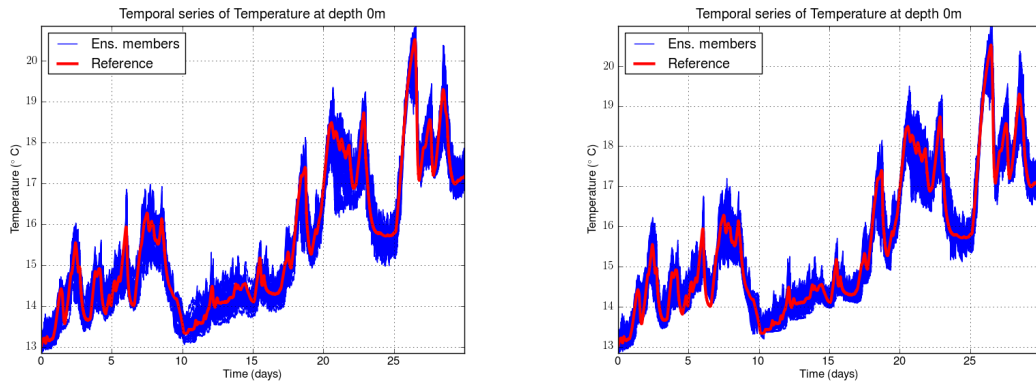 Temporal series of Temperature at depth 0m
Ens. members
Reference
Temperature (° C)
20
19
18
17
16
15
14
13
0 5 10 15 20 25
Time (days)
Temporal series of Temperature at depth 0m
Ens. members
Reference
Temperature (° C)
20
19
18
17
16
15
14
13
0 5 10 15 20 25
Time (days)